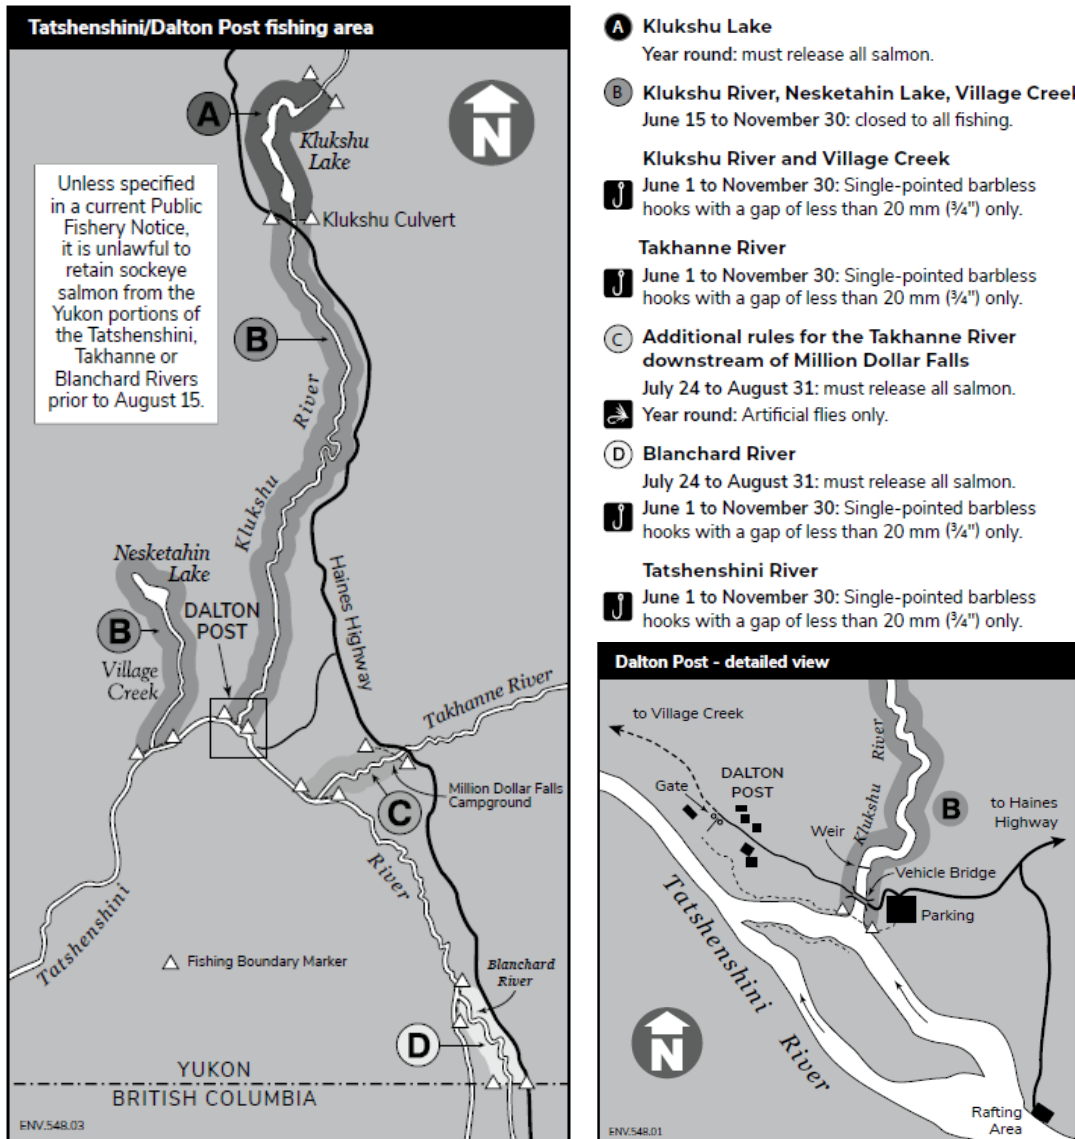 Tatshenshini/Dalton Post fishing area
A
Klukshu
Lake
N
Unless specified
in a current Public
Fishery Notice,
it is unlawful to
retain sockeye
salmon from the
Yukon portions of
the Tatshenshini,
Takhanne or
Blanchard Rivers
prior to August 15.
Klukshu Culvert
B
Klukshu River
Nesketahin
Lake
B
Village
Creek
DALTON
POST
Haines Highway
Takhanne River
Million Dollar Falls
Campground
C
Tatshenshini River
Fishing Boundary Marker
Blanchard
River
D
YUKON
BRITISH COLUMBIA
ENV.548.03
A Klukshu Lake
Year round: must release all salmon.
B Klukshu River, Nesketahin Lake, Village Creek
June 15 to November 30: closed to all fishing.
Klukshu River and Village Creek
June 1 to November 30: Single-pointed barbless
hooks with a gap of less than 20 mm (¾") only.
Takhanne River
June 1 to November 30: Single-pointed barbless
hooks with a gap of less than 20 mm (¾") only.
C Additional rules for the Takhanne River
downstream of Million Dollar Falls
July 24 to August 31: must release all salmon.
Year round: Artificial flies only.
D Blanchard River
July 24 to August 31: must release all salmon.
June 1 to November 30: Single-pointed barbless
hooks with a gap of less than 20 mm (¾") only.
Tatshenshini River
June 1 to November 30: Single-pointed barbless
hooks with a gap of less than 20 mm (¾") only.
Dalton Post - detailed view
to Village Creek
Klukshu River
Gate
DALTON
POST
B
to Haines
Highway
Weir
Vehicle Bridge
Parking
Tatshenshini River
N
Rafting
Area
ENV.548.01